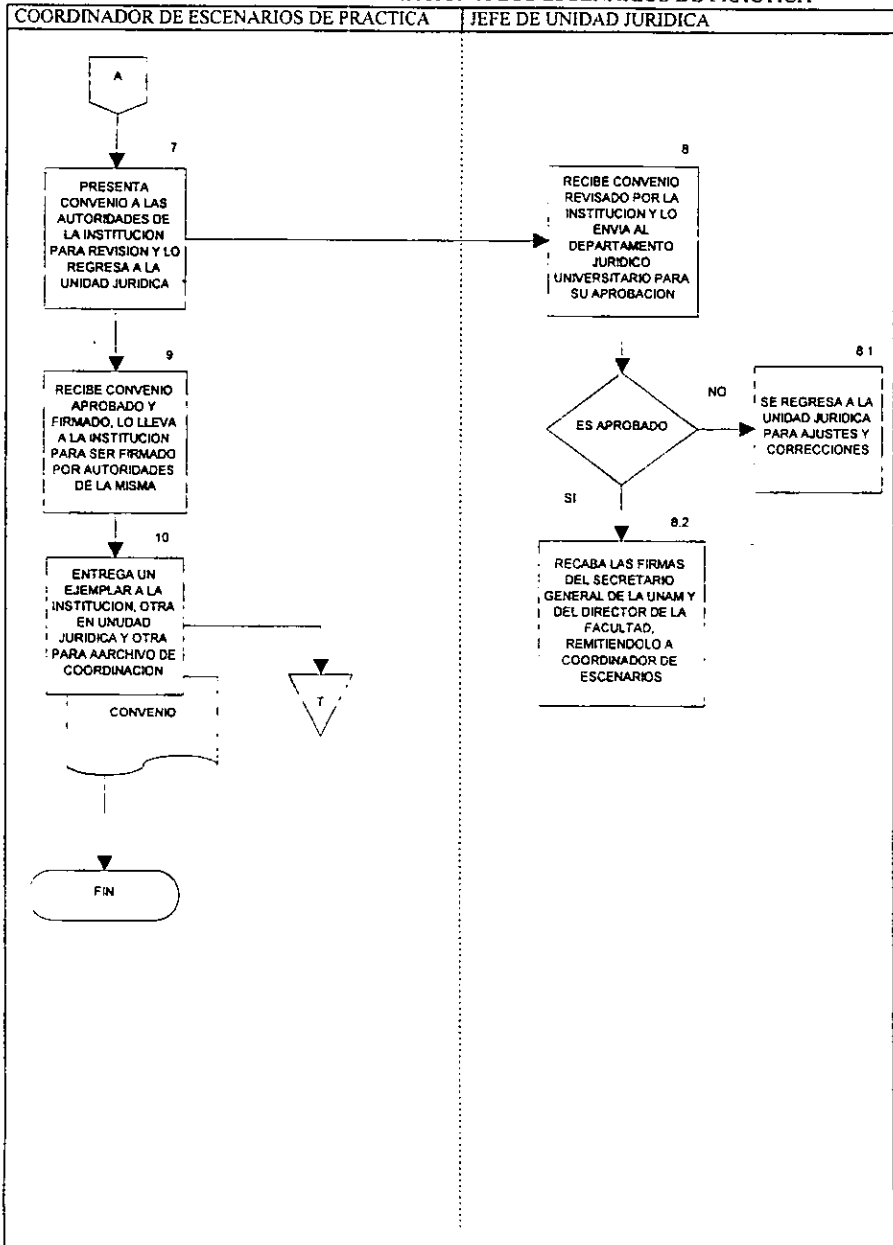 ESCENARIOS DE PRACTICA
COORDINADOR DE ESCENARIOS DE PRACTICA
JEFE DE UNIDAD JURIDICA
A
7
PRESENTA
CONVENIO A LAS
AUTORIDADES DE
LA INSTITUCION
PARA REVISION Y LO
REGRESA A LA
UNIDAD JURIDICA
8
RECIBE CONVENIO
REVISADO POR LA
INSTITUCION Y LO
ENVIA AL
DEPARTAMENTO
JURIDICO
UNIVERSITARIO PARA
SU APROBACION
9
RECIBE CONVENIO
APROBADO Y
FIRMADO, LO LLEVA
A LA INSTITUCION
PARA SER FIRMADO
POR AUTORIDADES
DE LA MISMA
ES APROBADO
NO
8.1
SE REGRESA A LA
UNIDAD JURIDICA
PARA AJUSTES Y
CORRECCIONES
SI
8.2
RECABA LAS FIRMAS
DEL SECRETARIO
GENERAL DE LA UNAM Y
DEL DIRECTOR DE LA
FACULTAD,
REMITIENDOLO A
COORDINADOR DE
ESCENARIOS
10
ENTREGA UN
EJEMPLAR A LA
INSTITUCION, OTRA
EN UNUDAD
JURIDICA Y OTRA
PARA AARCHIVO DE
COORDINACION
CONVENIO
T
FIN